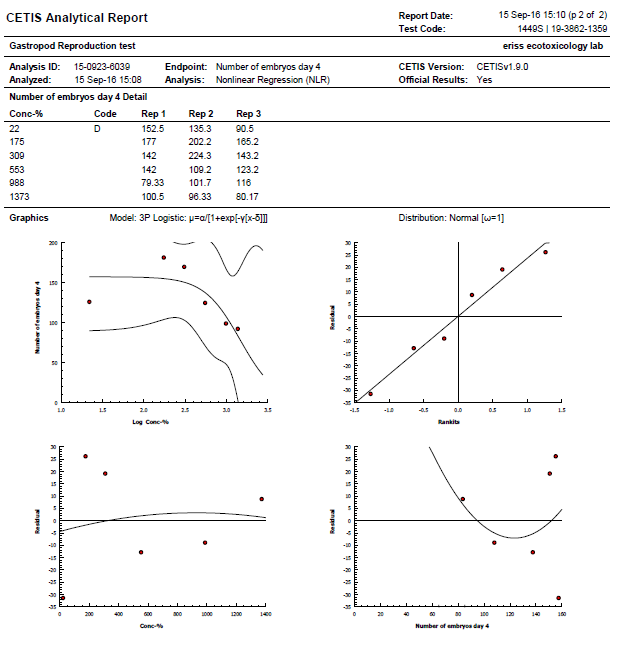 CETIS Analytical Report
Report Date: 15 Sep-16 15:10 (p 2 of 2)
Test Code: 1449S | 19-3862-1359
Gastropod Reproduction test eriss ecotoxicology lab
Analysis ID: 15-0923-6039 Endpoint: Number of embryos day 4 CETIS Version: CETISv1.9.0
Analyzed: 15 Sep-16 15:08 Analysis: Nonlinear Regression (NLR) Official Results: Yes
Number of embryos day 4 Detail
Conc-% Code Rep 1 Rep 2 Rep 3
22 D 152.5 135.3 90.5
175 177 202.2 165.2
309 142 224.3 143.2
553 142 109.2 123.2
988 79.33 101.7 116
1373 100.5 96.33 80.17
Graphics Model: 3P Logistic: μ=α/[1+exp[-γ[x-δ]]] Distribution: Normal [ω=1]
Number of embryos day 4
200
150
100
50
0
1.0 1.5 2.0 2.5 3.0 3.5
Log Conc-%
Residual
30
25
20
15
10
5
0
-5
-10
-15
-20
-25
-30
-35
-1.5 -1.0 -0.5 0.0 0.5 1.0 1.5
Rankits
Residual
30
25
20
15
10
5
0
-5
-10
-15
-20
-25
-30
-35
0 200 400 600 800 1000 1200 1400
Conc-%
Residual
30
25
20
15
10
5
0
-5
-10
-15
-20
-25
-30
-35
0 20 40 60 80 100 120 140 160
Number of embryos day 4